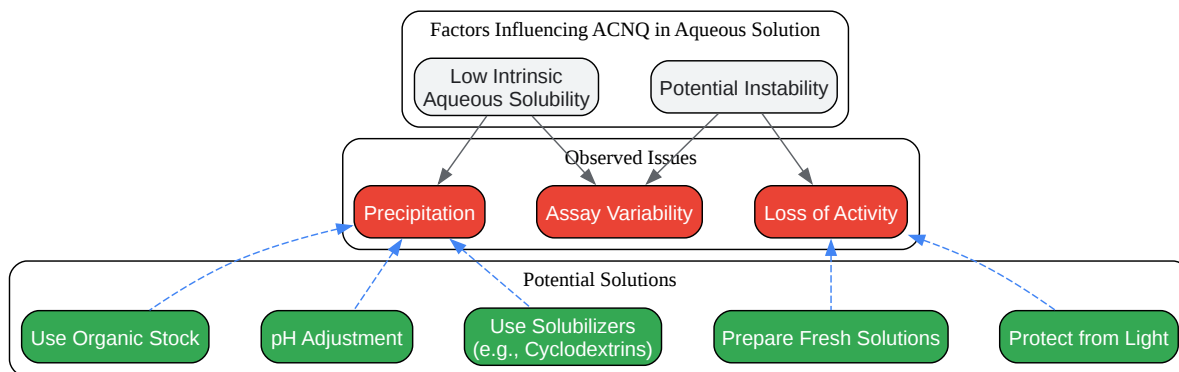 Factors Influencing ACNQ in Aqueous Solution
Low Intrinsic
Aqueous Solubility
Potential Instability
Observed Issues
Precipitation
Assay Variability
Loss of Activity
Potential Solutions
Use Organic Stock
pH Adjustment
Use Solubilizers
(e.g., Cyclodextrins)
Prepare Fresh Solutions
Protect from Light